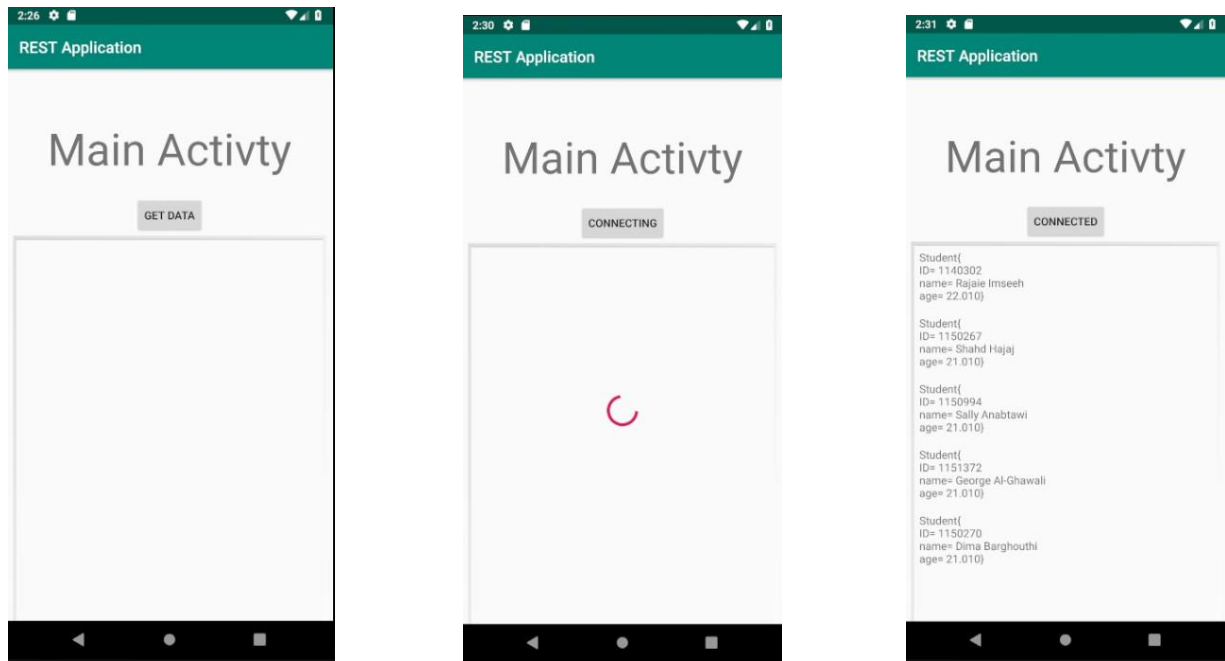 2:26
REST Application
Main Activty
GET DATA
2:30
REST Application
Main Activty
CONNECTING
2:31
REST Application
Main Activty
CONNECTED
Student{
ID= 1140302
name= Rajaie Imseeh
age= 22.010}
Student{
ID= 1150267
name= Shahd Hajaj
age= 21.010}
Student{
ID= 1150994
name= Sally Anabtawi
age= 21.010}
Student{
ID= 1151372
name= George Al-Ghawali
age= 21.010}
Student{
ID= 1150270
name= Dima Barghouthi
age= 21.010}